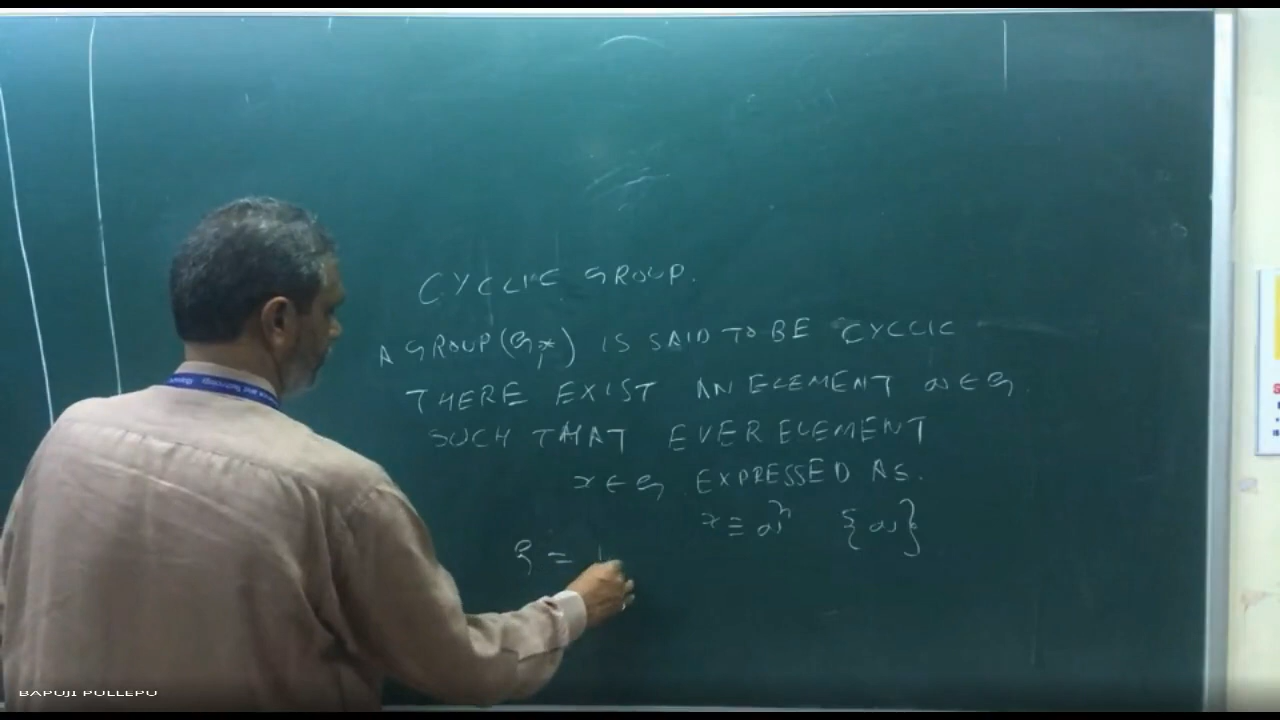 CYCLIC GROUP.
A GROUP (G,*) IS SAID TO BE CYCLIC
THERE EXIST AN ELEMENT a ∈ G.
SUCH THAT EVER ELEMENT
x ∈ G EXPRESSED AS.
x ≡ aⁿ {a}
G =
BAPUJI PULLEPU